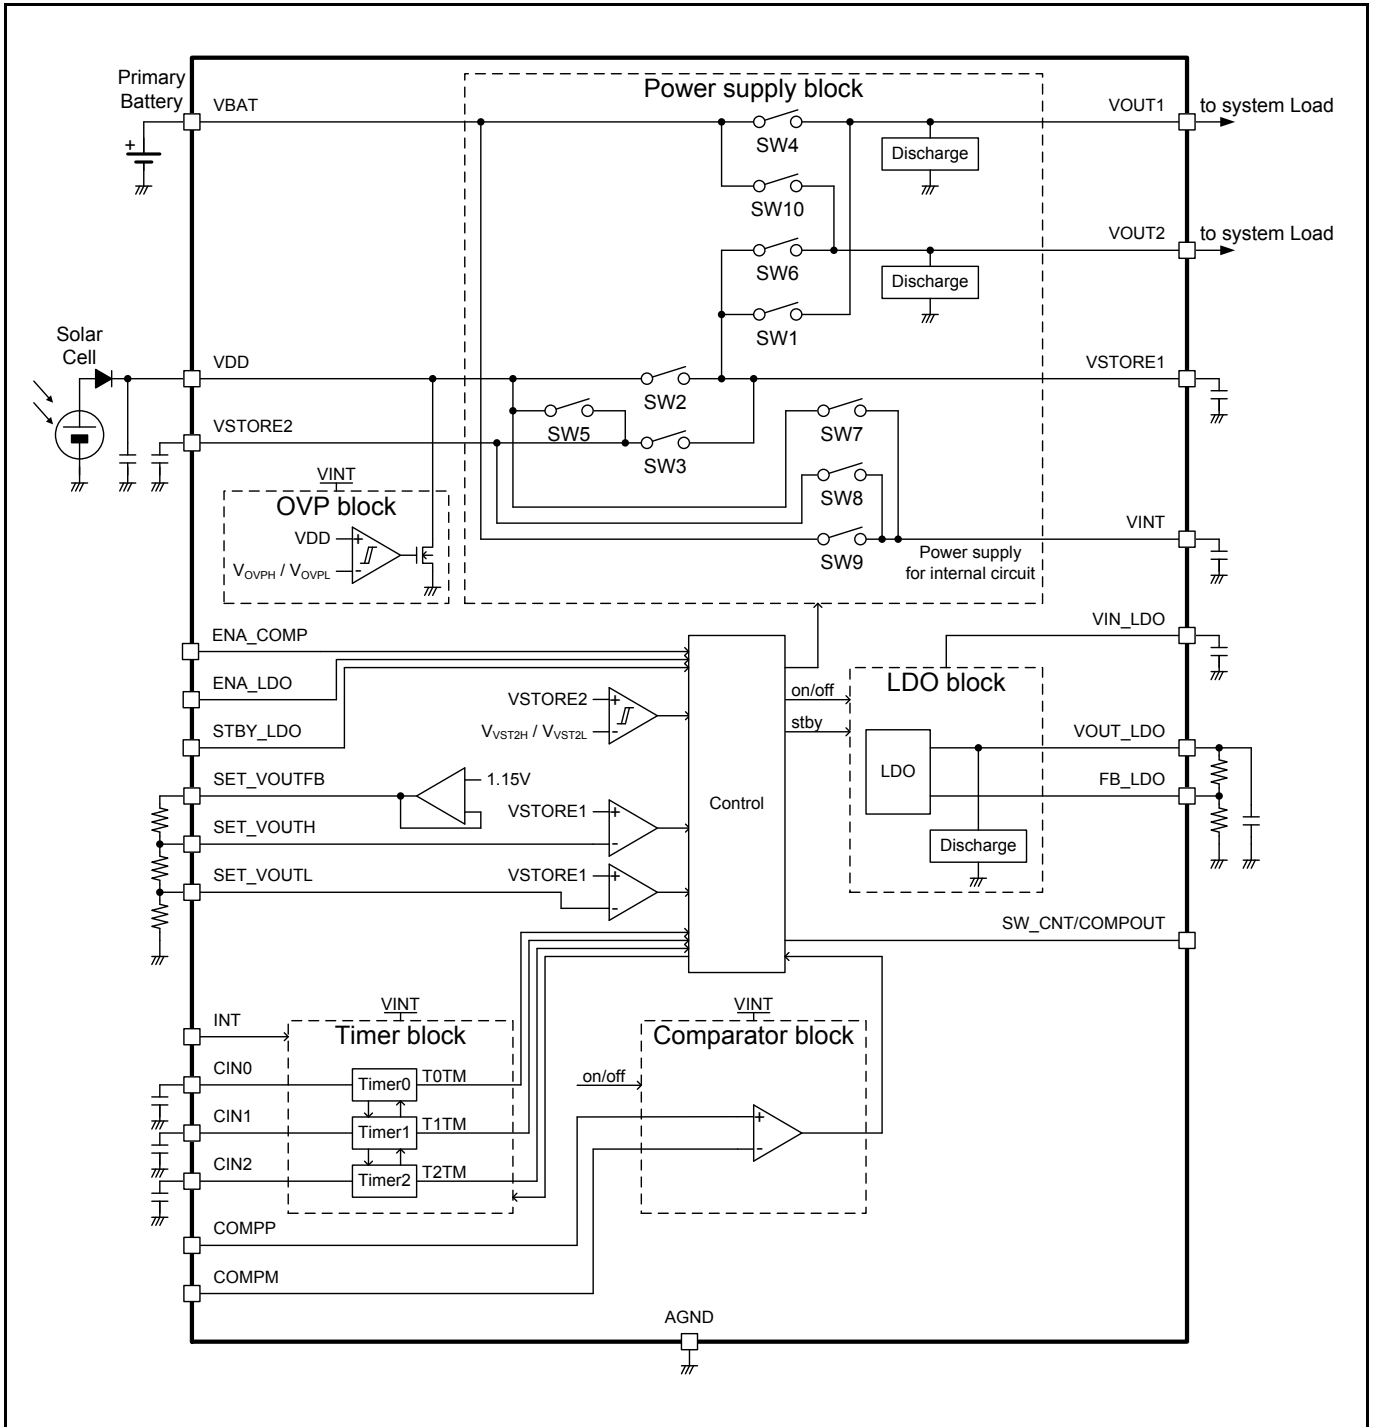 Primary
Battery
VBAT
+
Power supply block
SW4
Discharge
VOUT1
to system Load
SW10
VOUT2
to system Load
SW6
Discharge
SW1
Solar
Cell
VDD
SW2
VSTORE1
VSTORE2
SW5
SW3
SW7
SW8
SW9
VINT
Power supply
for internal circuit
VINT
OVP block
VDD
+
VOVPH / VOVPL
-
ENA_COMP
ENA_LDO
STBY_LDO
VSTORE2
+
VVST2H / VVST2L
-
SET_VOUTFB
1.15V
SET_VOUTH
VSTORE1
+
-
SET_VOUTL
VSTORE1
+
-
Control
on/off
stby
VIN_LDO
LDO block
LDO
VOUT_LDO
FB_LDO
Discharge
SW_CNT/COMPOUT
INT
VINT
Timer block
CIN0
Timer0
T0TM
CIN1
Timer1
T1TM
CIN2
Timer2
T2TM
VINT
Comparator block
on/off
+
-
COMPP
COMPM
AGND